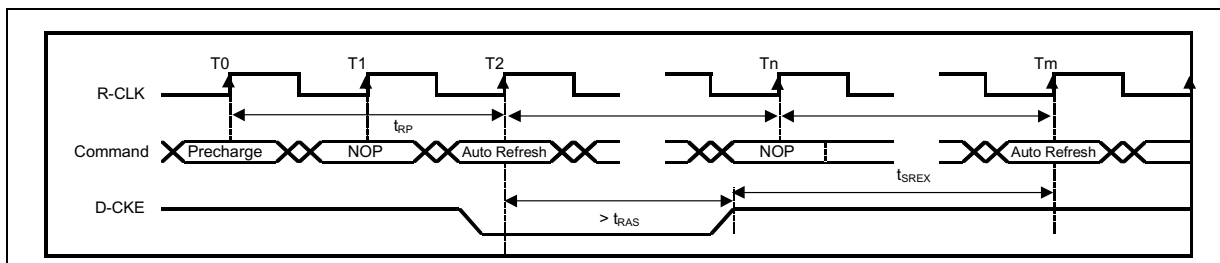 T0 T1 T2 Tn Tm
R-CLK
tRP
Command Precharge NOP Auto Refresh NOP Auto Refresh
tSREX
D-CKE
> tRAS